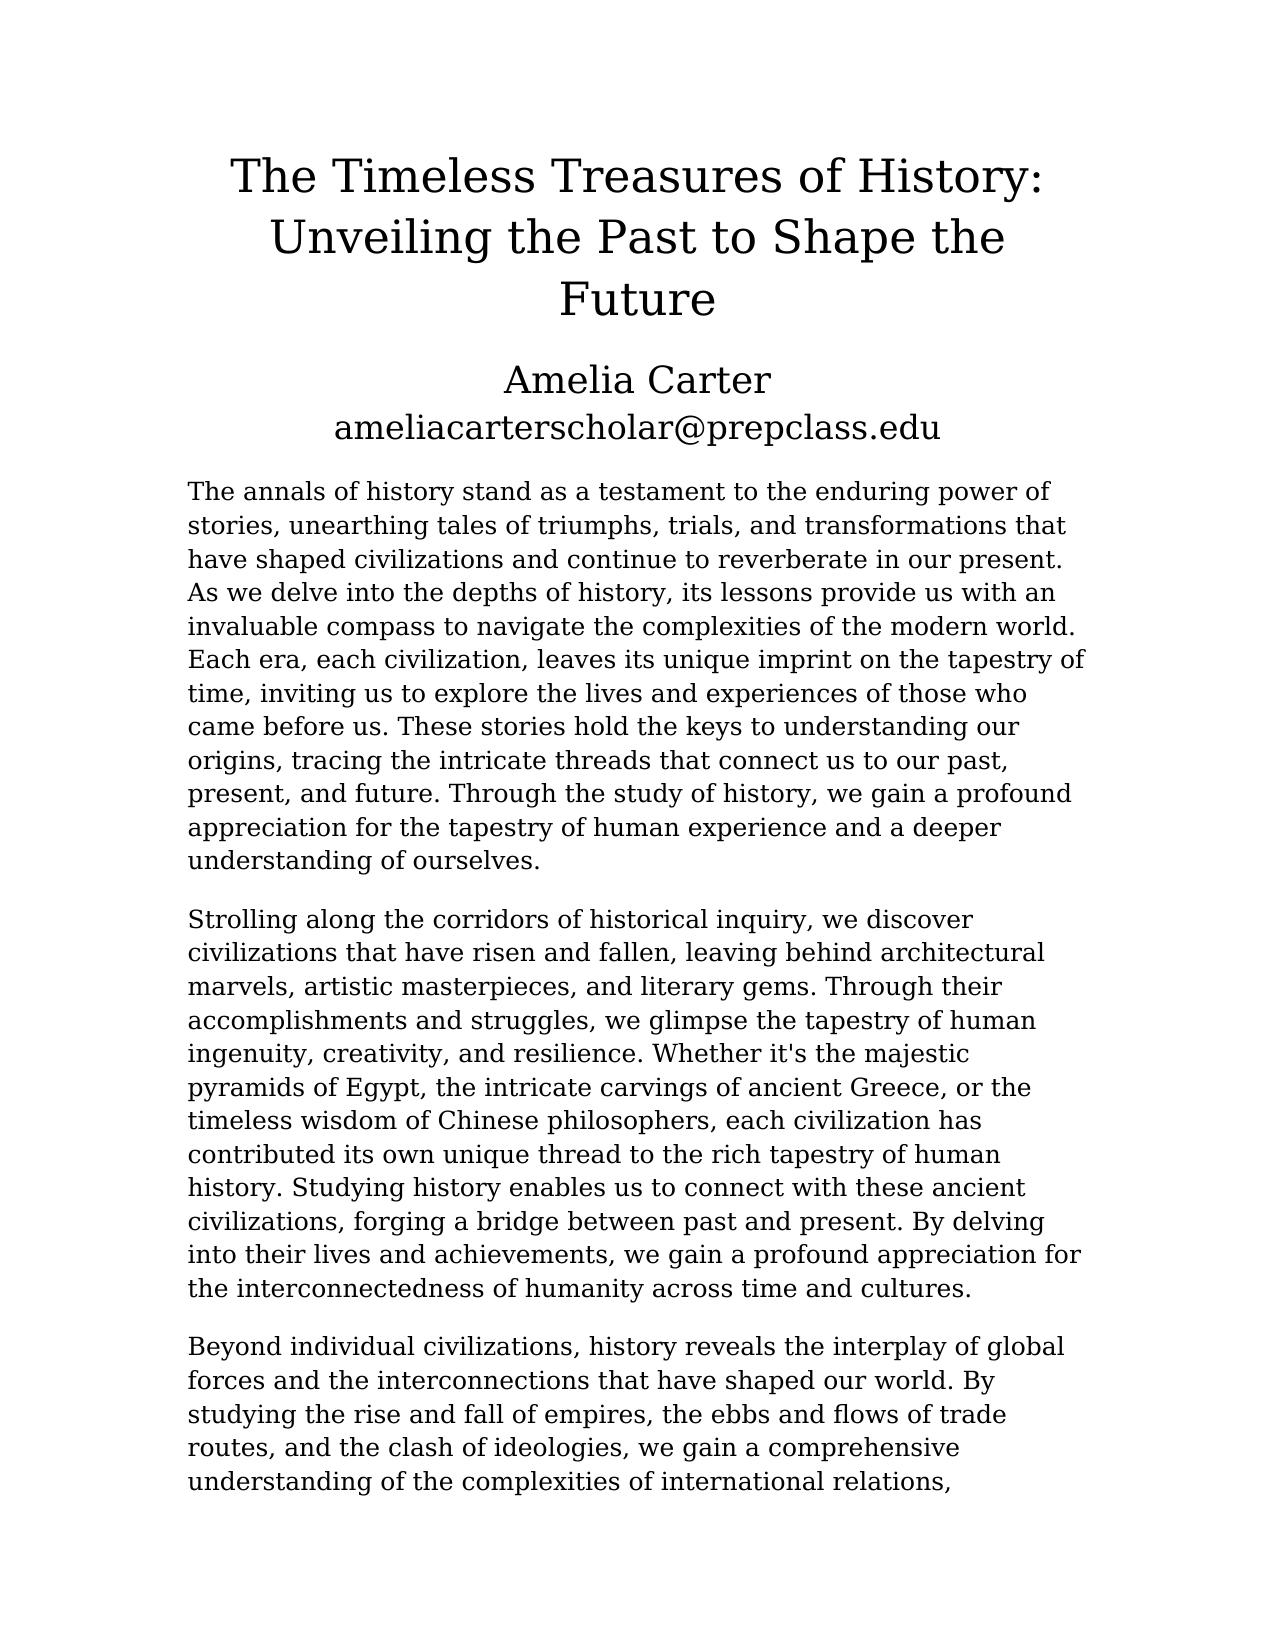 The Timeless Treasures of History:
Unveiling the Past to Shape the
Future
Amelia Carter
ameliacarterscholar@prepclass.edu
The annals of history stand as a testament to the enduring power of
stories, unearthing tales of triumphs, trials, and transformations that
have shaped civilizations and continue to reverberate in our present.
As we delve into the depths of history, its lessons provide us with an
invaluable compass to navigate the complexities of the modern world.
Each era, each civilization, leaves its unique imprint on the tapestry of
time, inviting us to explore the lives and experiences of those who
came before us. These stories hold the keys to understanding our
origins, tracing the intricate threads that connect us to our past,
present, and future. Through the study of history, we gain a profound
appreciation for the tapestry of human experience and a deeper
understanding of ourselves.
Strolling along the corridors of historical inquiry, we discover
civilizations that have risen and fallen, leaving behind architectural
marvels, artistic masterpieces, and literary gems. Through their
accomplishments and struggles, we glimpse the tapestry of human
ingenuity, creativity, and resilience. Whether it's the majestic
pyramids of Egypt, the intricate carvings of ancient Greece, or the
timeless wisdom of Chinese philosophers, each civilization has
contributed its own unique thread to the rich tapestry of human
history. Studying history enables us to connect with these ancient
civilizations, forging a bridge between past and present. By delving
into their lives and achievements, we gain a profound appreciation for
the interconnectedness of humanity across time and cultures.
Beyond individual civilizations, history reveals the interplay of global
forces and the interconnections that have shaped our world. By
studying the rise and fall of empires, the ebbs and flows of trade
routes, and the clash of ideologies, we gain a comprehensive
understanding of the complexities of international relations,